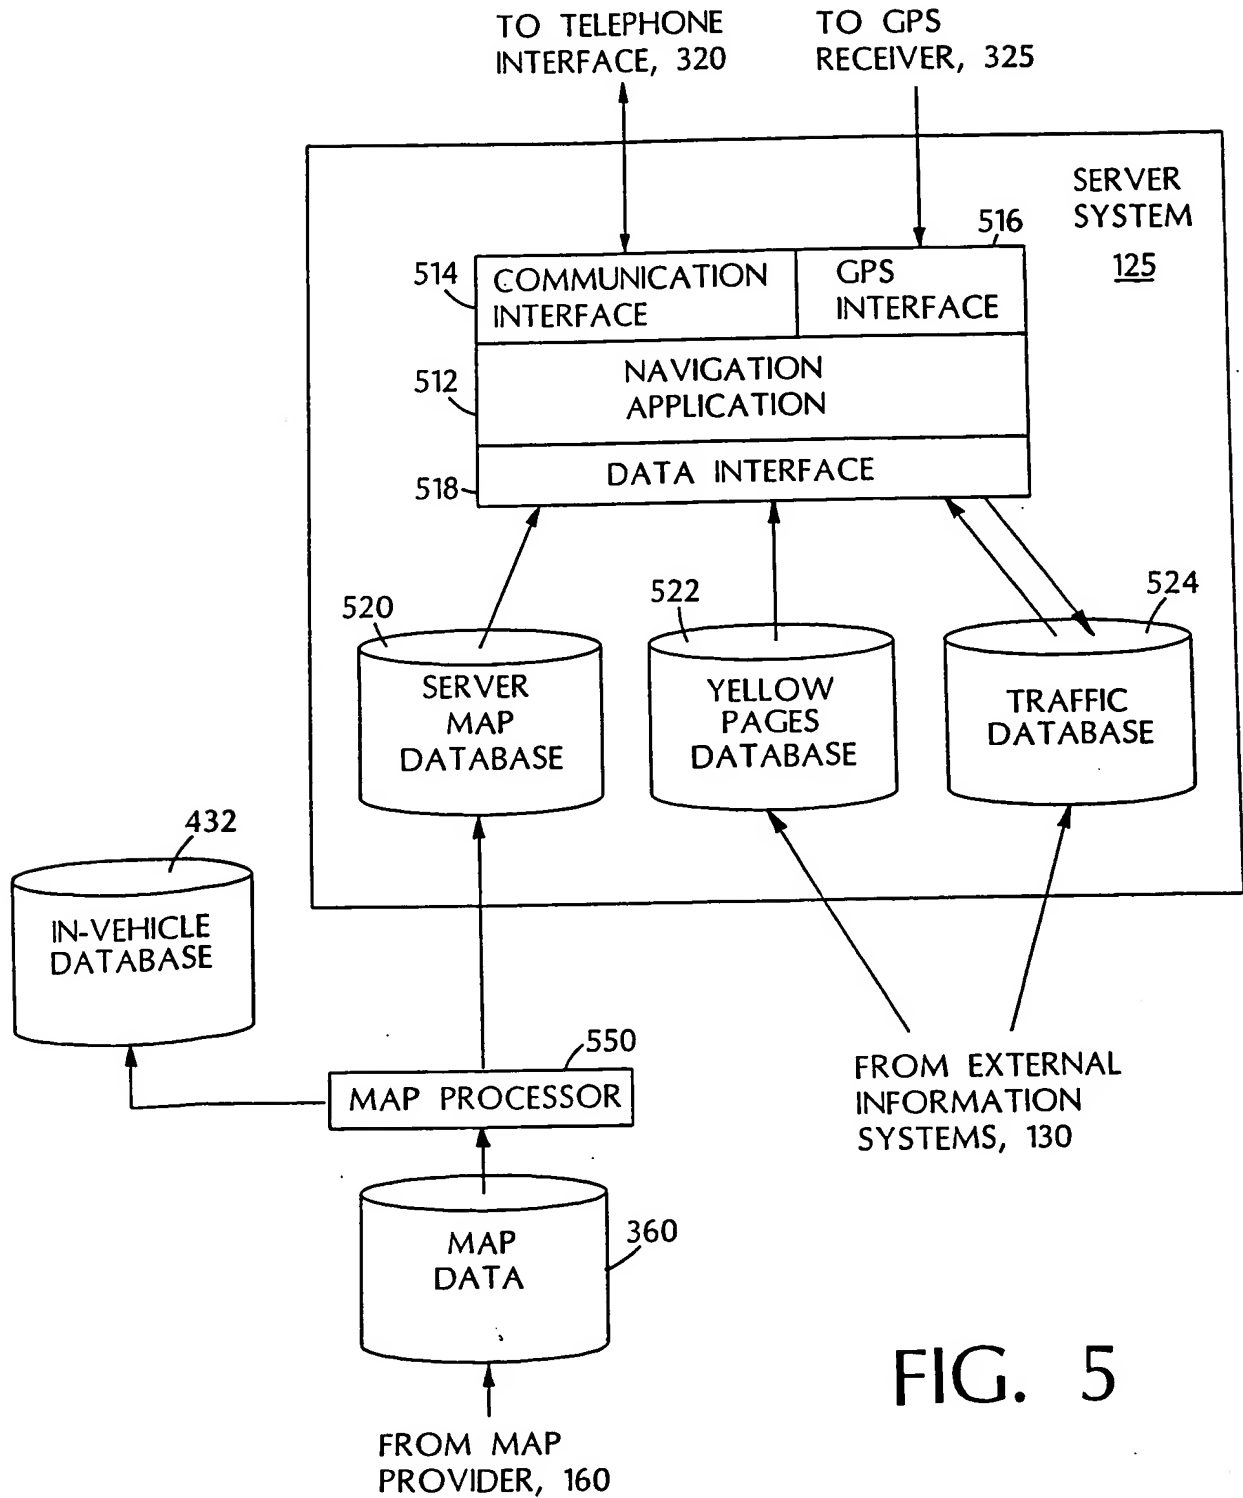 TO TELEPHONE
INTERFACE, 320
TO GPS
RECEIVER, 325
SERVER
SYSTEM
125
516
514
COMMUNICATION
INTERFACE
GPS
INTERFACE
512
NAVIGATION
APPLICATION
518
DATA INTERFACE
520
SERVER
MAP
DATABASE
522
YELLOW
PAGES
DATABASE
524
TRAFFIC
DATABASE
432
IN-VEHICLE
DATABASE
550
MAP PROCESSOR
FROM EXTERNAL
INFORMATION
SYSTEMS, 130
MAP
DATA
360
FROM MAP
PROVIDER, 160
FIG. 5